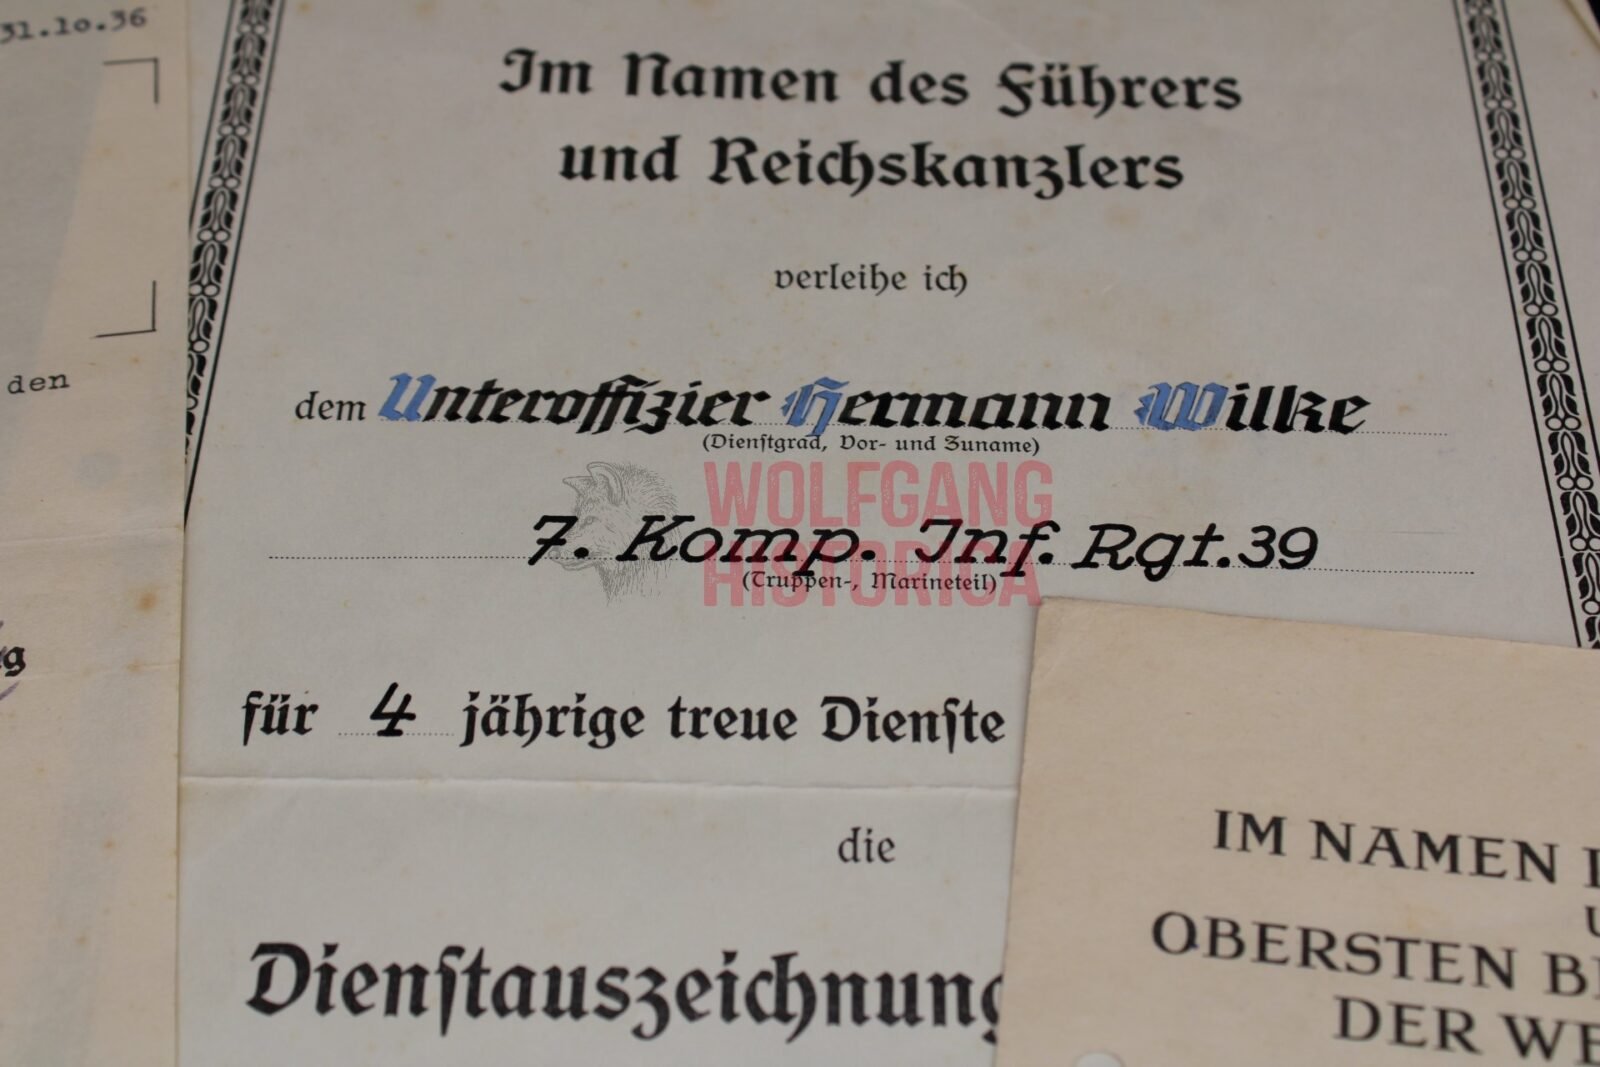 31.10.36
den
Im Namen des Führers
und Reichskanzlers
verleihe ich
dem Unteroffizier Hermann Wilke
(Dienstgrad, Vor- und Zuname)
WOLFGANG
HISTORICA
7. Komp. Inf. Rgt. 39
(Truppen-, Marineteil)
für 4 jährige treue Dienste
die
Dienstauszeichnung
IM NAMEN
OBERSTEN
DER